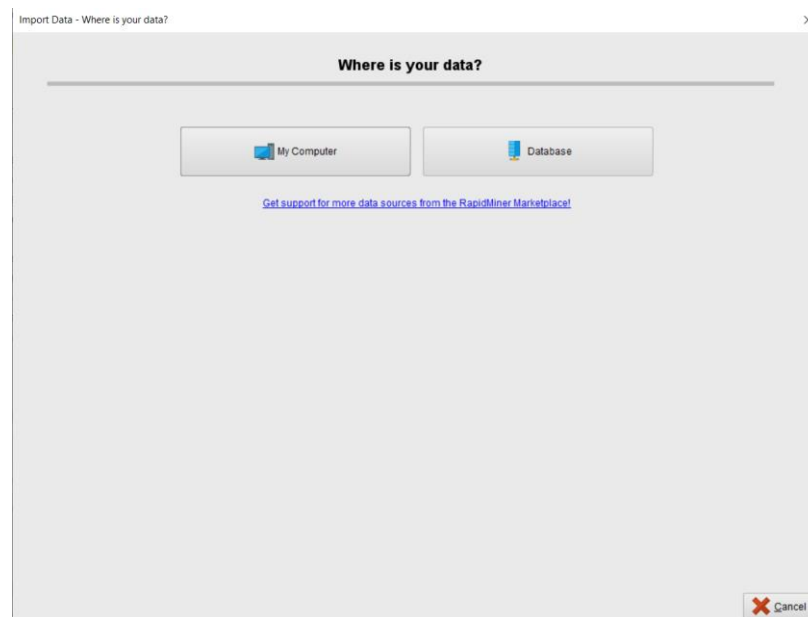 Import Data - Where is your data?
Where is your data?
My Computer
Database
Get support for more data sources from the RapidMiner Marketplace!
Cancel